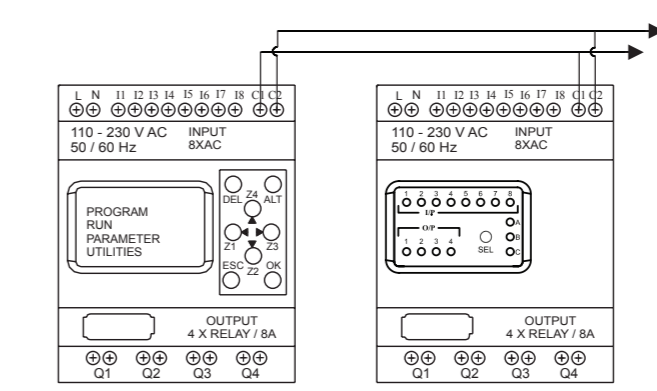 L N I1 I2 I3 I4 I5 I6 I7 I8 C1 C2
110 - 230 V AC INPUT
50 / 60 Hz 8XAC
PROGRAM
RUN
PARAMETER
UTILITIES
DEL Z4 ALT
Z1 Z3
ESC Z2 OK
OUTPUT
4 X RELAY / 8A
Q1 Q2 Q3 Q4
L N I1 I2 I3 I4 I5 I6 I7 I8 C1 C2
110 - 230 V AC INPUT
50 / 60 Hz 8XAC
1 2 3 4 5 6 7 8
I/P
A
O/P
B
1 2 3 4 SEL C
OUTPUT
4 X RELAY / 8A
Q1 Q2 Q3 Q4